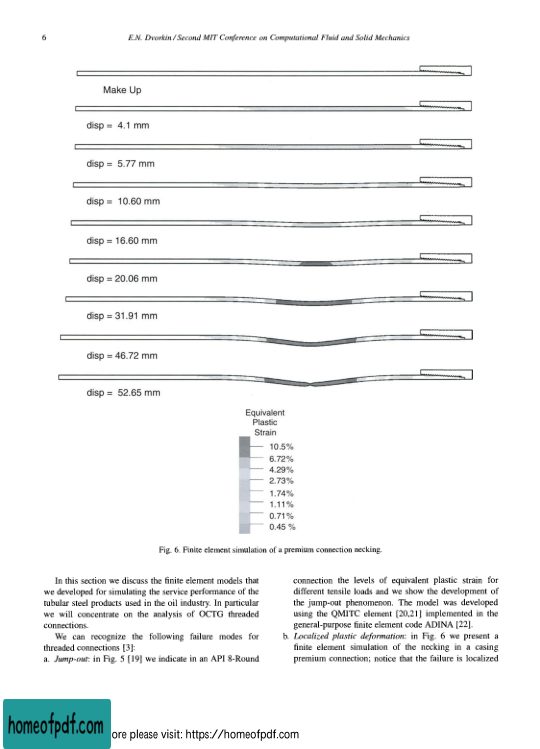 6
E.N. Dvorkin / Second MIT Conference on Computational Fluid and Solid Mechanics
Make Up
disp = 4.1 mm
disp = 5.77 mm
disp = 10.60 mm
disp = 16.60 mm
disp = 20.06 mm
disp = 31.91 mm
disp = 46.72 mm
disp = 52.65 mm
Equivalent
Plastic
Strain
10.5%
6.72%
4.29%
2.73%
1.74%
1.11%
0.71%
0.45 %
Fig. 6. Finite element simulation of a premium connection necking.
In this section we discuss the finite element models that
we developed for simulating the service performance of the
tubular steel products used in the oil industry. In particular
we will concentrate on the analysis of OCTG threaded
connections.
We can recognize the following failure modes for
threaded connections [3]:
a. Jump-out: in Fig. 5 [19] we indicate in an API 8-Round
connection the levels of equivalent plastic strain for
different tensile loads and we show the development of
the jump-out phenomenon. The model was developed
using the QMITC element [20,21] implemented in the
general-purpose finite element code ADINA [22].
b. Localized plastic deformation: in Fig. 6 we present a
finite element simulation of the necking in a casing
premium connection; notice that the failure is localized
homeofpdf.com
ore please visit: https://homeofpdf.com